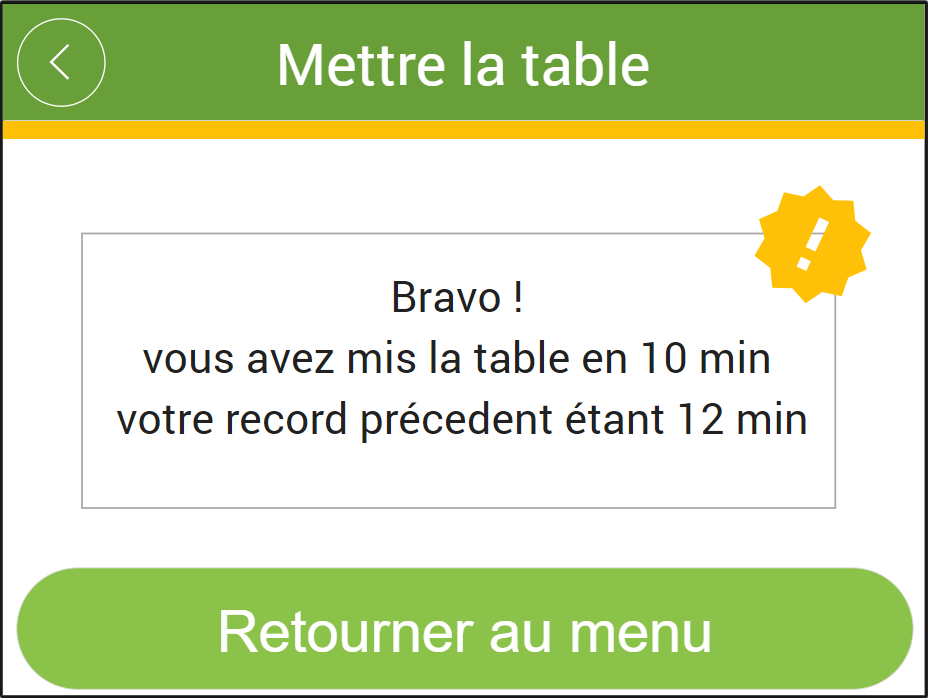 Mettre la table
Bravo !
vous avez mis la table en 10 min
votre record précedent étant 12 min
Retourner au menu